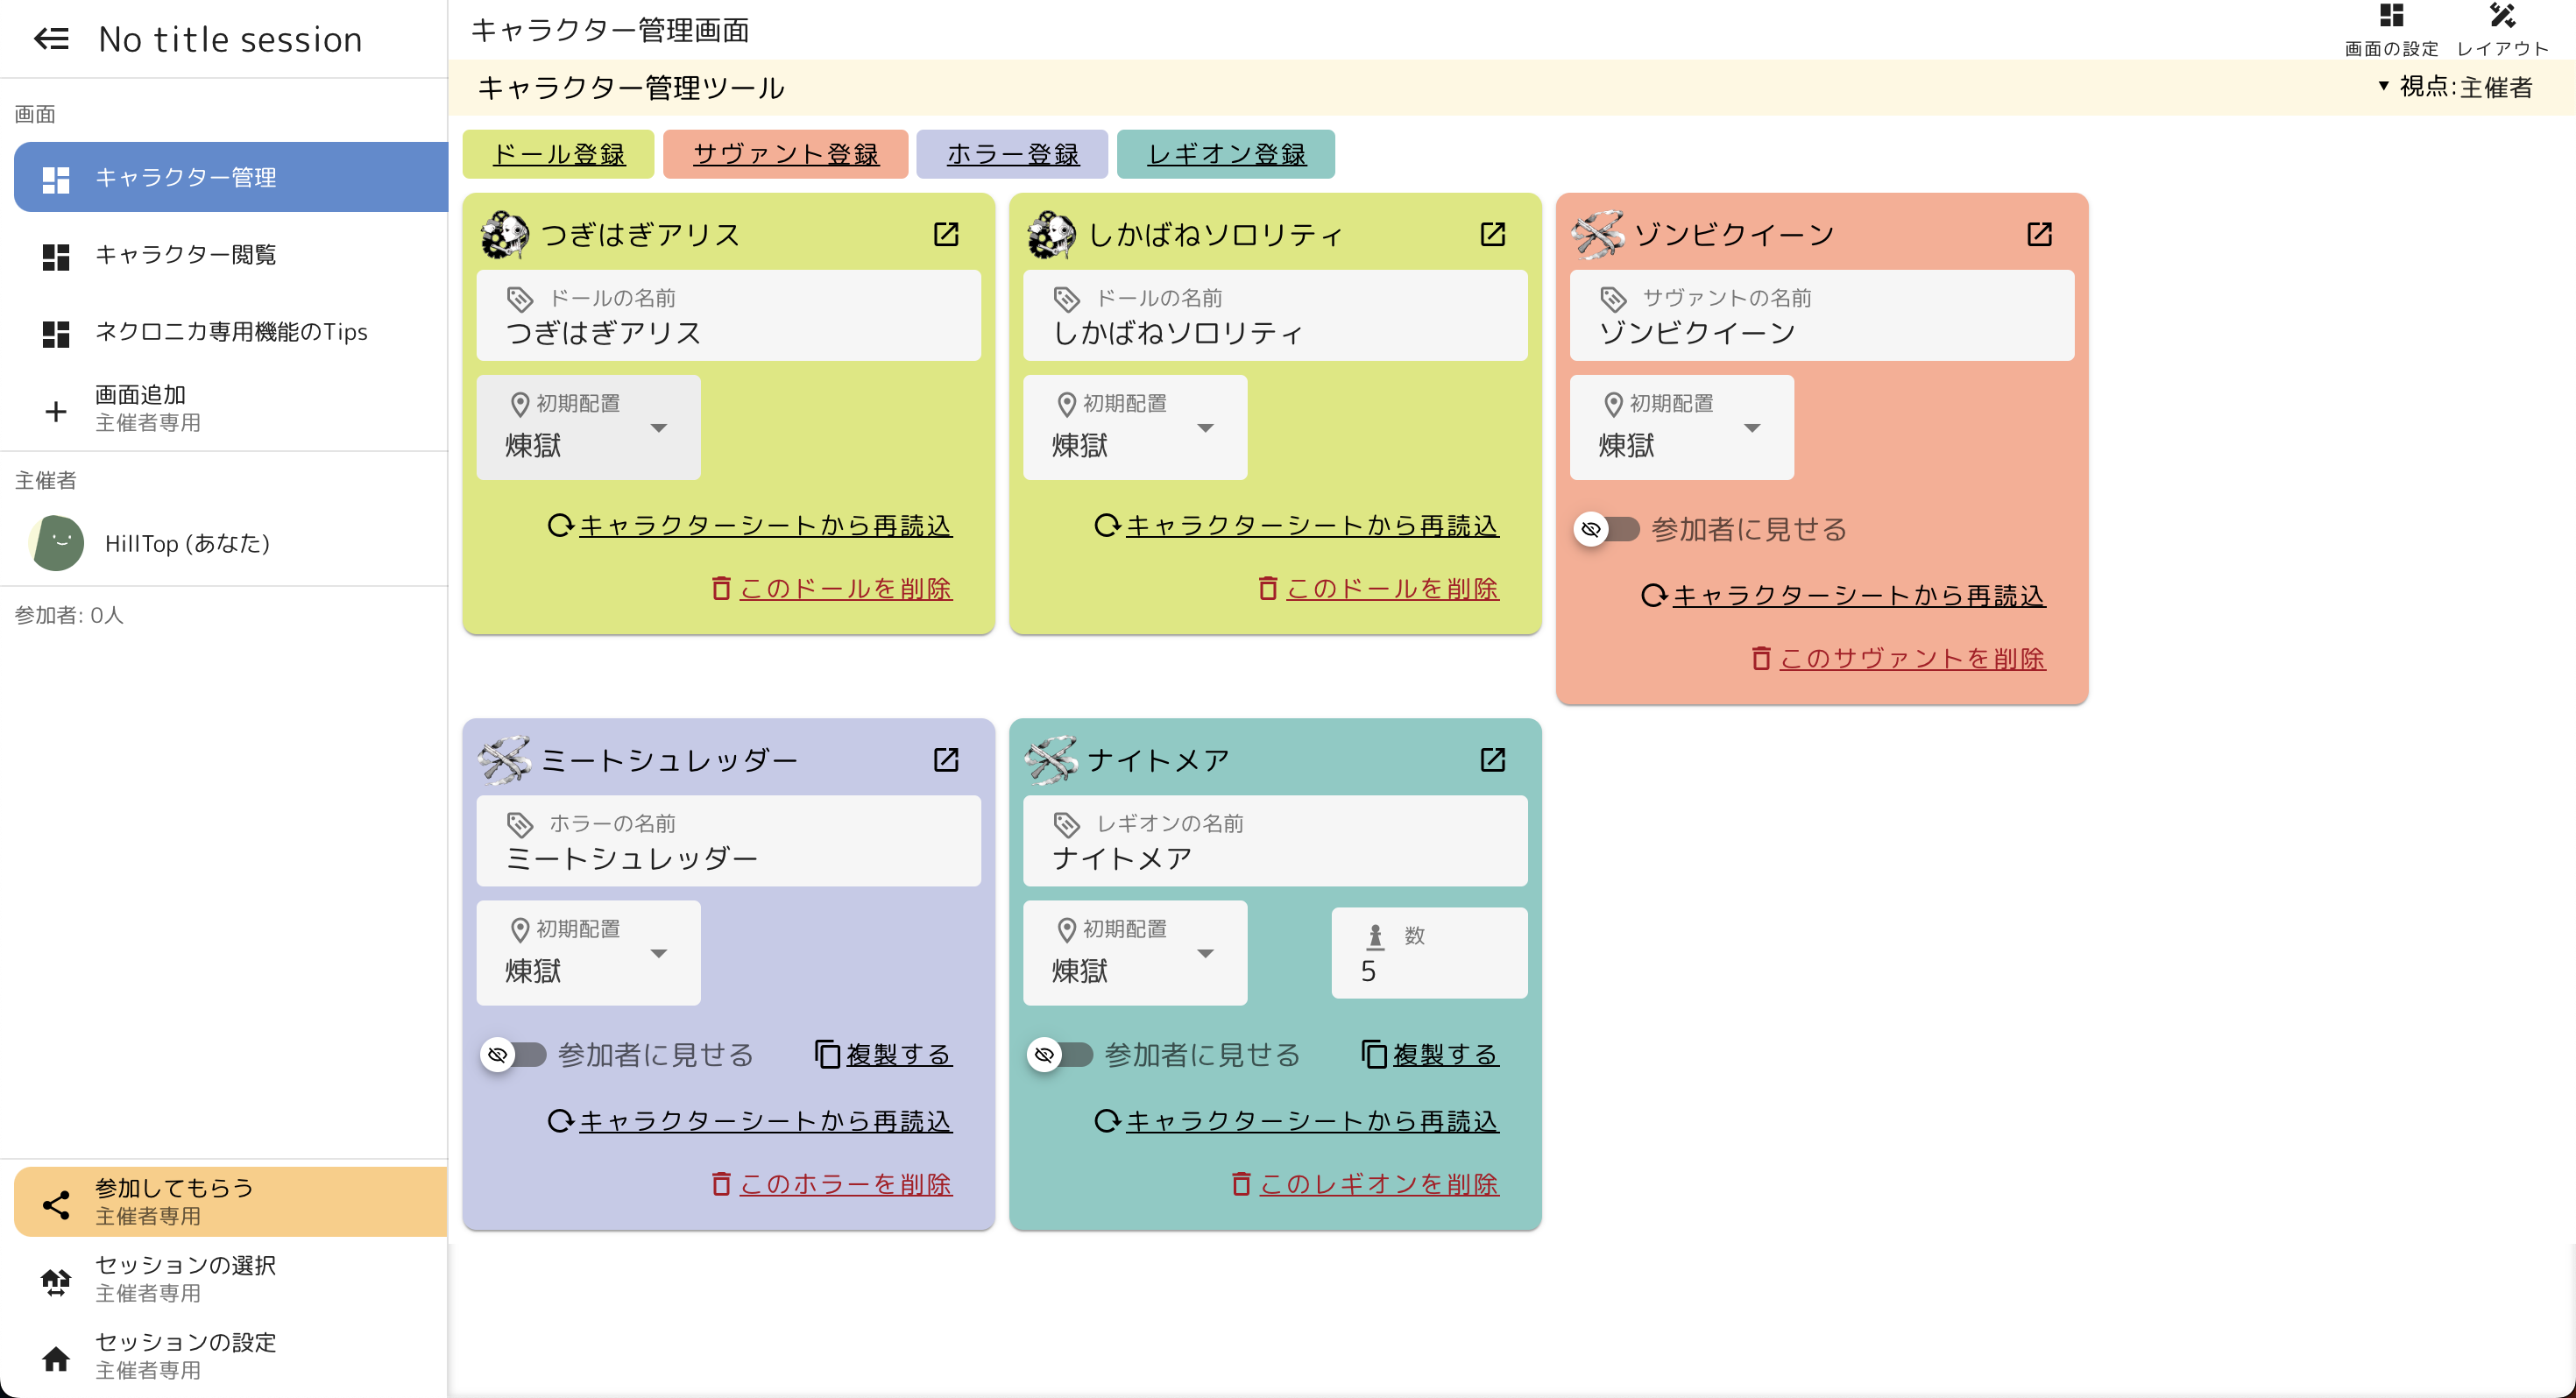 No title session
画面
キャラクター管理
キャラクター閲覧
ネクロニカ専用機能のTips
画面追加
主催者専用
主催者
HillTop (あなた)
参加者: 0人
参加してもらう
主催者専用
セッションの選択
主催者専用
セッションの設定
主催者専用
キャラクター管理画面
画面の設定
レイアウト
キャラクター管理ツール
視点:主催者
ドール登録
サヴァント登録
ホラー登録
レギオン登録
つぎはぎアリス
ドールの名前
つぎはぎアリス
初期配置
煉獄
キャラクターシートから再読込
このドールを削除
しかばねソロリティ
ドールの名前
しかばねソロリティ
初期配置
煉獄
キャラクターシートから再読込
このドールを削除
ゾンビクイーン
サヴァントの名前
ゾンビクイーン
初期配置
煉獄
参加者に見せる
キャラクターシートから再読込
このサヴァントを削除
ミートシュレッダー
ホラーの名前
ミートシュレッダー
初期配置
煉獄
参加者に見せる
複製する
キャラクターシートから再読込
このホラーを削除
ナイトメア
レギオンの名前
ナイトメア
初期配置
煉獄
数
5
参加者に見せる
複製する
キャラクターシートから再読込
このレギオンを削除